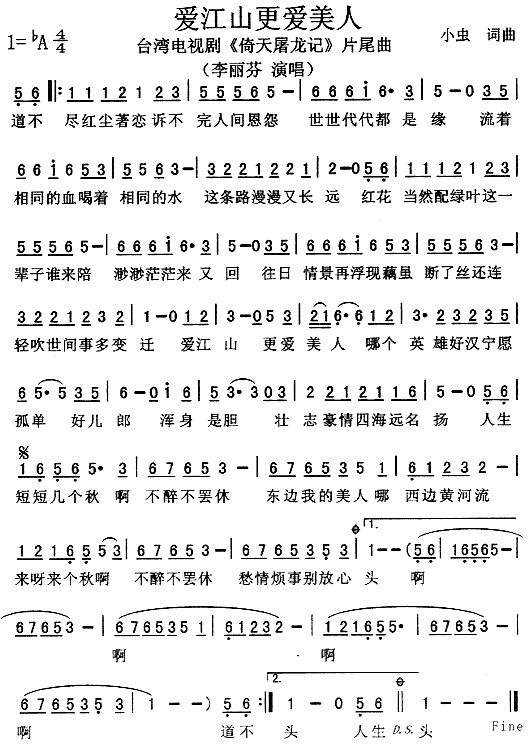 爱江山更爱美人
1=♭A 4/4
台湾电视剧《倚天屠龙记》片尾曲
小虫 词曲
（李丽芬 演唱）
5 6 ‖: 1 1 1 2 1 2 3 | 5 5 5 6 5 — | 6 6 6 i 6 · 3 | 5 — 0 3 5 |
道不 尽红尘著恋 诉不 完人间恩怨 世世代代都 是 缘 流着
6 6 i 6 5 3 | 5 5 5 6 5 — | 6 6 6 i 6 5 6 3 | 2 — 0 5 6 | 1 1 1 2 1 2 3 |
相同的血喝着 相同的水 这条路漫漫又长 远 红花 当然配绿叶这一
5 5 5 6 5 — | 6 6 6 i 6 · 3 | 5 — 0 3 5 | 6 6 i 6 5 3 | 5 5 5 6 5 3 |
辈子谁来陪 渺渺茫茫来 又 回 往日 情景再浮现藕虽 断了丝还连
3 2 2 1 2 3 2 | 1 — 0 1 2 | 3 — 0 5 3 | 2 1 6 · 6 1 2 | 3 · 3 2 1 2 3 |
轻吹世间事多变 迁 爱江 山 更爱 美 人 哪个 英 雄好汉宁愿
6 5 · 5 3 5 | 6 — 0 i 6 | 5 3 · 3 0 3 | 2 1 2 1 2 3 2 | 1 — 0 5 6 |
孤单 好儿 郎 浑身 是胆 壮 志豪情四海远名 扬 人生
1 6 5 6 5 3 · | 6 7 6 5 3 — | 6 7 6 5 3 5 3 | 6 1 2 3 2 — |
短短几个秋 啊 不醉不罢休 东边我的美人哪 西边黄河流
1. 
1 2 1 6 5 5 3 | 6 7 6 5 3 — | 6 7 6 5 3 5 3 | 1 — — ( 5 6 | 1 6 5 6 5 — |
来呀来个秋啊 不醉不罢休 愁情烦事别放心 头 啊
6 7 6 5 3 — | 6 7 6 5 3 5 | 6 1 2 3 2 — | 1 2 1 6 5 5 · | 6 7 6 5 3 — |
啊 啊
2. 
6 7 6 5 3 5 3 | 1 — — ) 5 6 :‖ 1 — 0 5 6 ‖ 1 — — 0 ‖
啊 道不 头 人生 D.S. 头 Fine